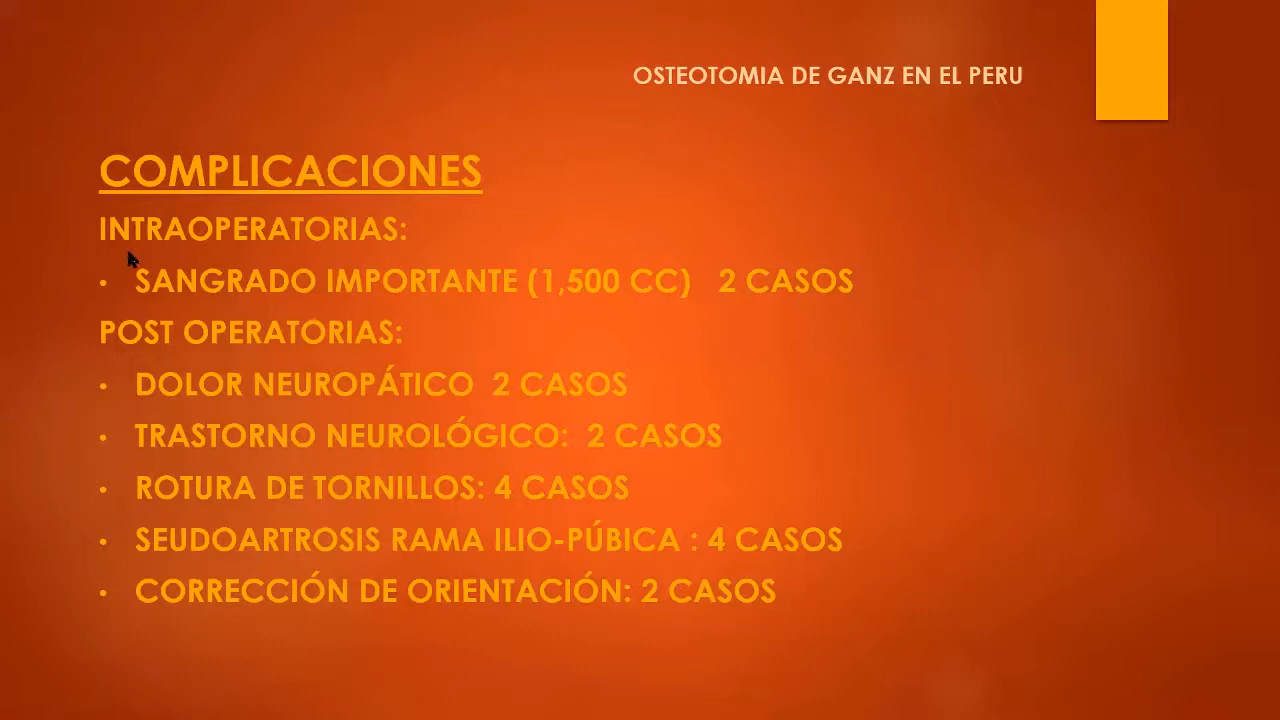 OSTEOTOMIA DE GANZ EN EL PERU
COMPLICACIONES
INTRAOPERATORIAS:
• SANGRADO IMPORTANTE (1,500 CC) 2 CASOS
POST OPERATORIAS:
• DOLOR NEUROPÁTICO 2 CASOS
• TRASTORNO NEUROLÓGICO: 2 CASOS
• ROTURA DE TORNILLOS: 4 CASOS
• SEUDOARTROSIS RAMA ILIO-PÚBICA : 4 CASOS
• CORRECCIÓN DE ORIENTACIÓN: 2 CASOS